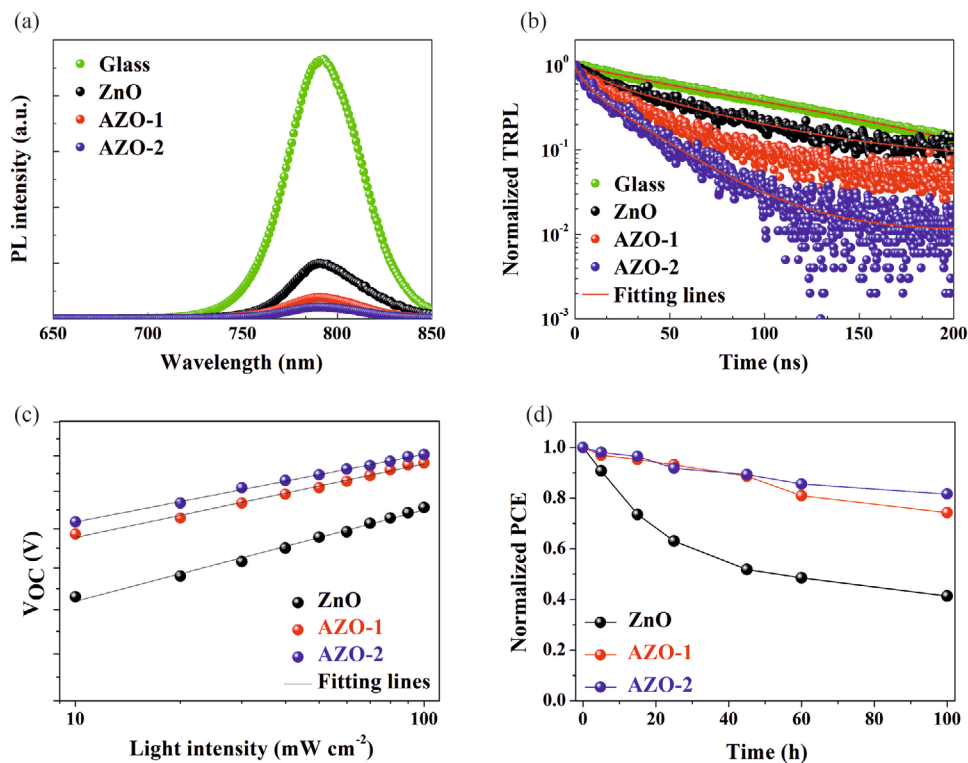 (a)
PL intensity (a.u.)
Glass
ZnO
AZO-1
AZO-2
650 700 750 800 850
Wavelength (nm)
(b)
Normalized TRPL
10⁰
10⁻¹
10⁻²
10⁻³
Glass
ZnO
AZO-1
AZO-2
Fitting lines
0 50 100 150 200
Time (ns)
(c)
VOC (V)
ZnO
AZO-1
AZO-2
Fitting lines
10 100
Light intensity (mW cm⁻²)
(d)
Normalized PCE
1.0
0.8
0.6
0.4
0.2
0.0
ZnO
AZO-1
AZO-2
0 20 40 60 80 100
Time (h)